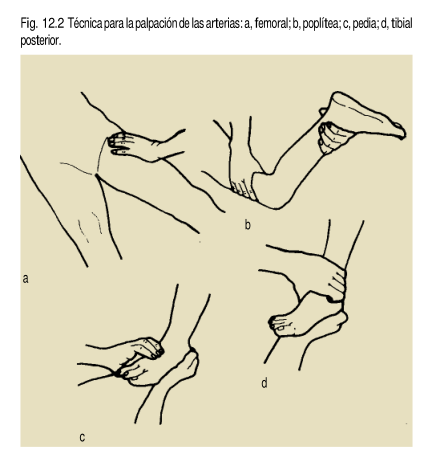 Fig. 12.2 Técnica para la palpación de las arterias: a, femoral; b, poplítea; c, pedia; d, tibial
posterior.
b
a
d
c